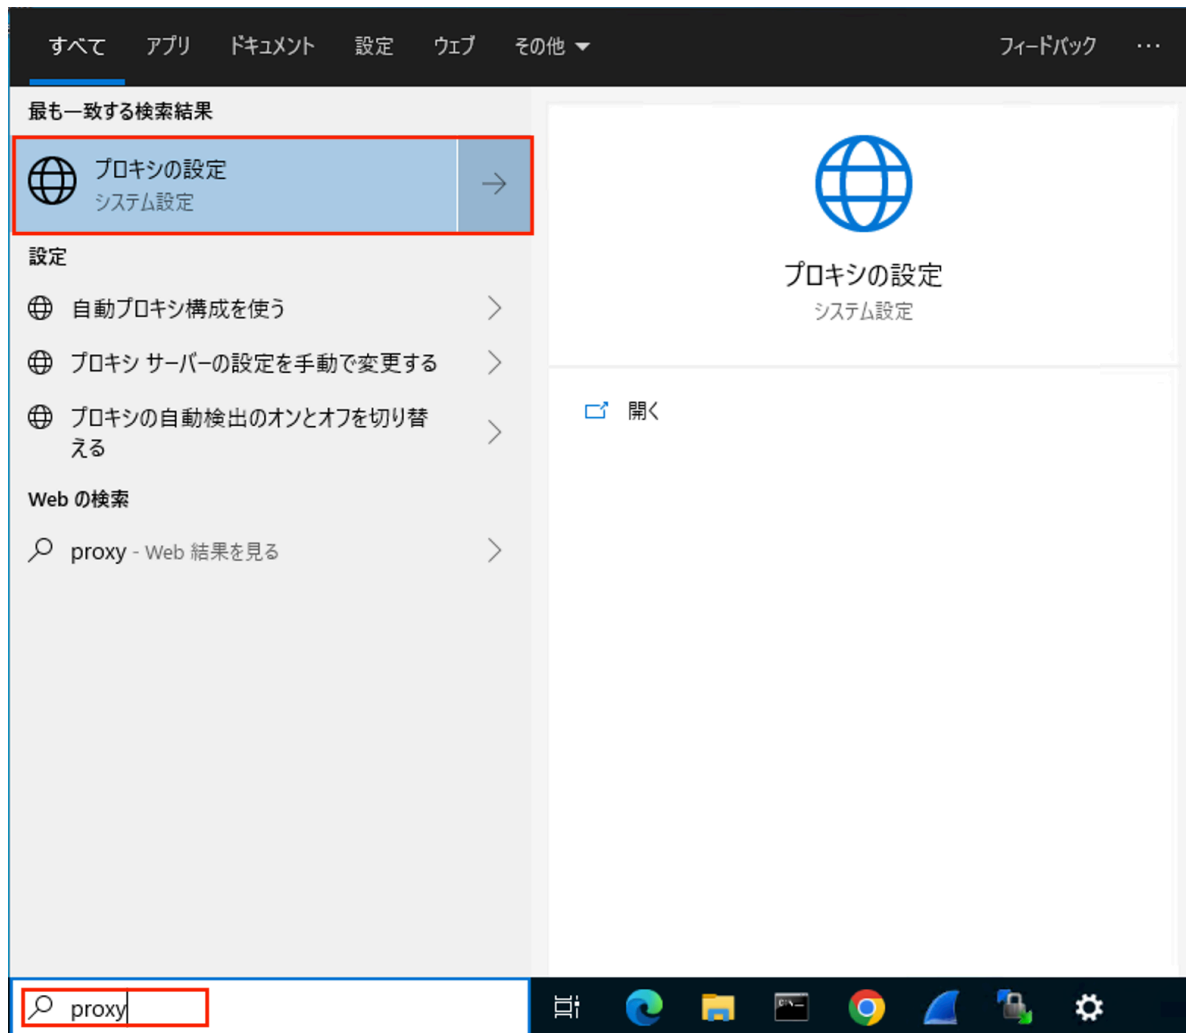 すべて アプリ ドキュメント 設定 ウェブ その他 フィードバック ...
最も一致する検索結果
プロキシの設定
システム設定
設定
自動プロキシ構成を使う
プロキシ サーバーの設定を手動で変更する
プロキシの自動検出のオンとオフを切り替
える
Web の検索
proxy - Web 結果を見る
プロキシの設定
システム設定
開く
proxy